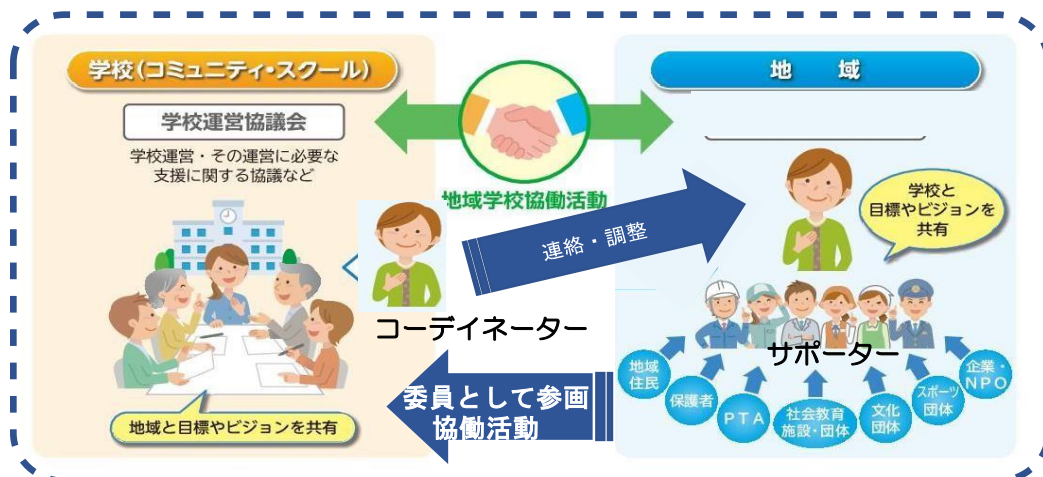 学校(コミュニティ・スクール)
学校運営協議会
学校運営・その運営に必要な
支援に関する協議など
地域と目標やビジョンを共有
地域学校協働活動
コーデイネーター
連絡・調整
委員として参画
協働活動
地 域
学校と
目標やビジョンを
共有
サポーター
地域
住民
保護者
PTA
社会教育
施設・団体
文化
団体
スポーツ
団体
企業・
NPO